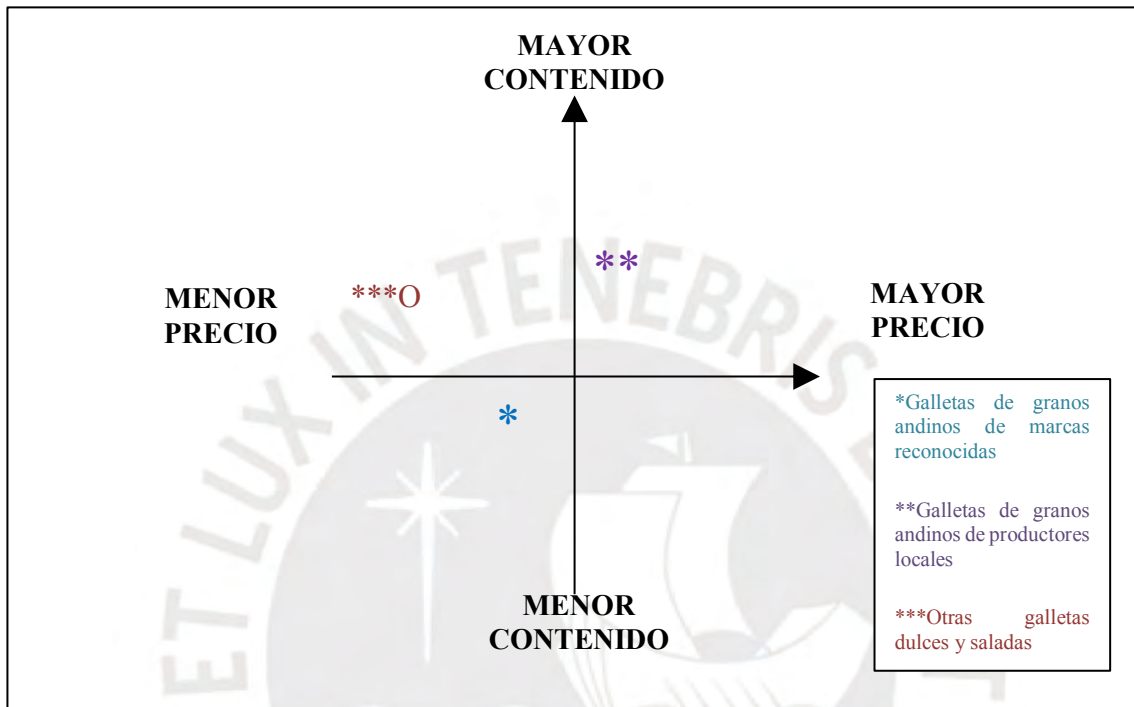 MAYOR
CONTENIDO
**
***O
MENOR
PRECIO
MAYOR
PRECIO
*
*Galletas de granos
andinos de marcas
reconocidas
**Galletas de granos
andinos de productores
locales
***Otras galletas
dulces y saladas
MENOR
CONTENIDO
ET LUX IN TENEBRIS